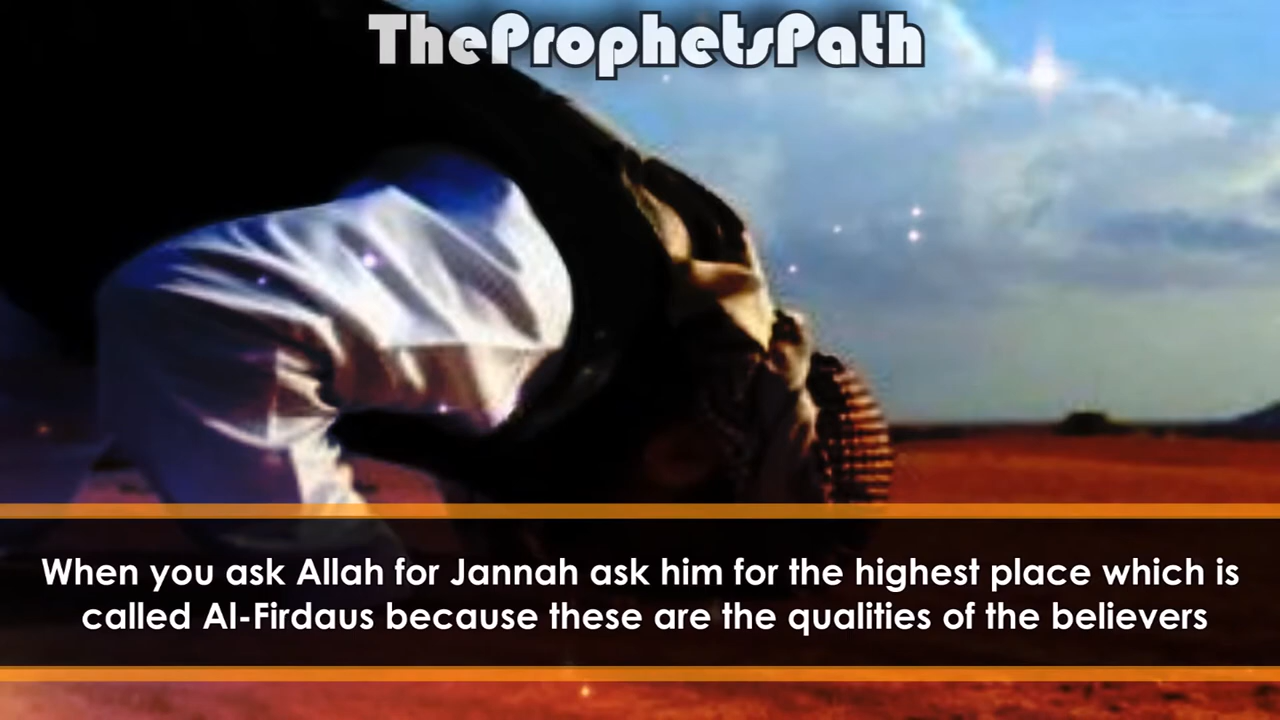 TheProphetsPath
When you ask Allah for Jannah ask him for the highest place which is
called Al-Firdaus because these are the qualities of the believers